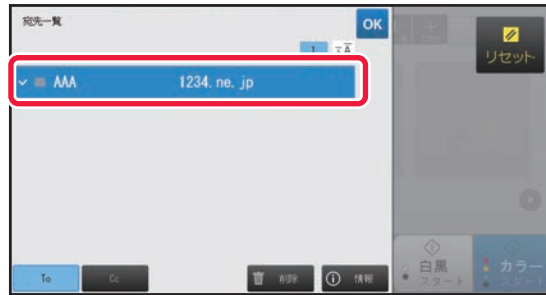 宛先一覧
OK
リセット
1
AAA 1234. ne. jp
To
Cc
削除
情報
白黒
スタート
カラー
スタート